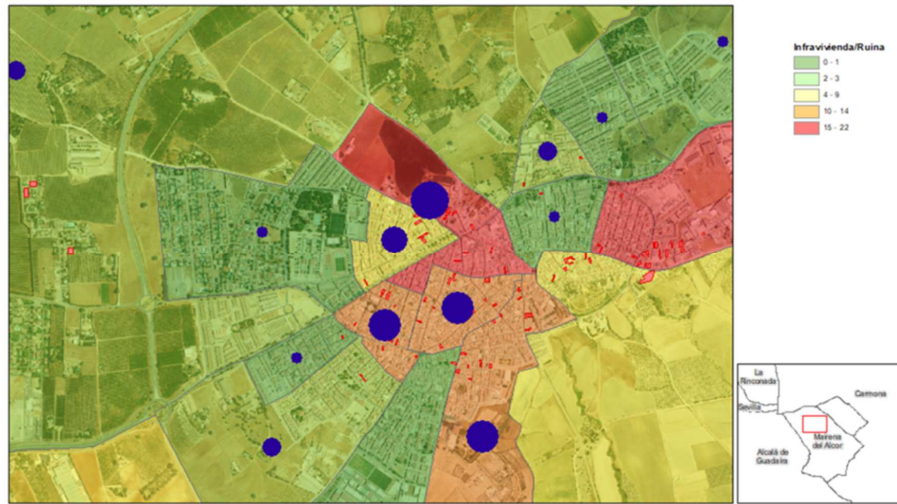 Infravivienda/Ruina
0 - 1
2 - 3
4 - 9
10 - 14
15 - 22
La
Rinconada
Carmona
Sevilla
Mairena
del Alcor
Alcalá de
Guadaira